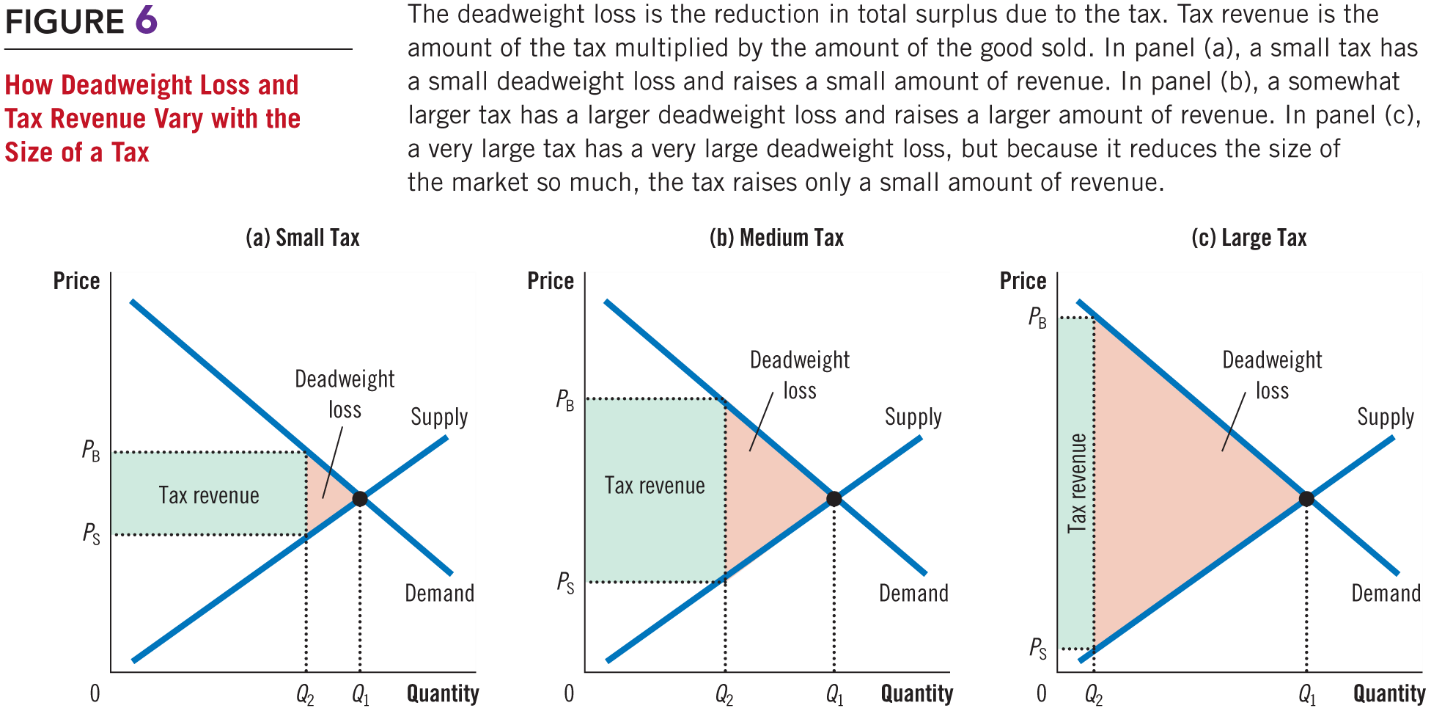 FIGURE 6
How Deadweight Loss and
Tax Revenue Vary with the
Size of a Tax
The deadweight loss is the reduction in total surplus due to the tax. Tax revenue is the
amount of the tax multiplied by the amount of the good sold. In panel (a), a small tax has
a small deadweight loss and raises a small amount of revenue. In panel (b), a somewhat
larger tax has a larger deadweight loss and raises a larger amount of revenue. In panel (c),
a very large tax has a very large deadweight loss, but because it reduces the size of
the market so much, the tax raises only a small amount of revenue.
(a) Small Tax
Price
Deadweight
loss
Supply
PB
Tax revenue
PS
Demand
0
Q2
Q1
Quantity
(b) Medium Tax
Price
Deadweight
loss
PB
Supply
Tax revenue
PS
Demand
0
Q2
Q1
Quantity
(c) Large Tax
Price
PB
Deadweight
loss
Supply
Tax revenue
Demand
PS
0
Q2
Q1
Quantity